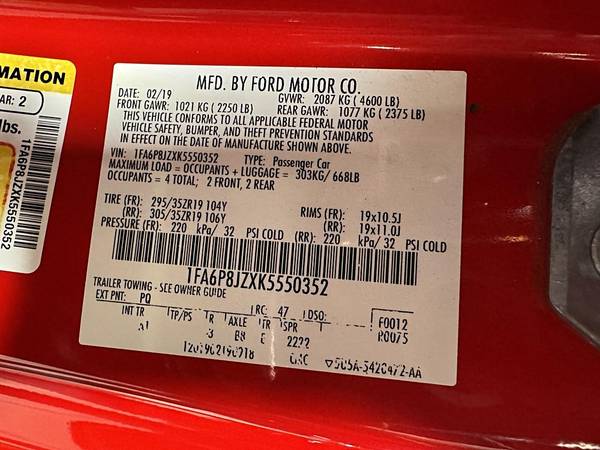 MATION
AR: 2
lbs.
1FA6P8JZXK5550352
MFD. BY FORD MOTOR CO.
DATE: 02/19 GVWR: 2087 KG ( 4600 LB)
FRONT GAWR: 1021 KG ( 2250 LB) REAR GAWR: 1077 KG ( 2375 LB)
THIS VEHICLE CONFORMS TO ALL APPLICABLE FEDERAL MOTOR
VEHICLE SAFETY, BUMPER, AND THEFT PREVENTION STANDARDS
IN EFFECT ON THE DATE OF MANUFACTURE SHOWN ABOVE.
VIN: 1FA6P8JZXK5550352 TYPE: Passenger Car
MAXIMUM LOAD = OCCUPANTS + LUGGAGE = 303KG/ 668LB
OCCUPANTS = 4 TOTAL; 2 FRONT, 2 REAR
TIRE (FR): 295/35ZR19 104Y RIMS (FR): 19x10.5J
(RR): 305/35ZR19 106Y (RR): 19x11.0J
PRESSURE (FR): 220 kPa/ 32 PSI COLD (RR): 220 kPa/ 32 PSI COLD
1FA6P8JZXK5550352
TRAILER TOWING - SEE OWNER GUIDE
EXT PNT: PQ RC: 47 DSO: F0012
INT TR TP/PS R AXLE TR SPR R0075